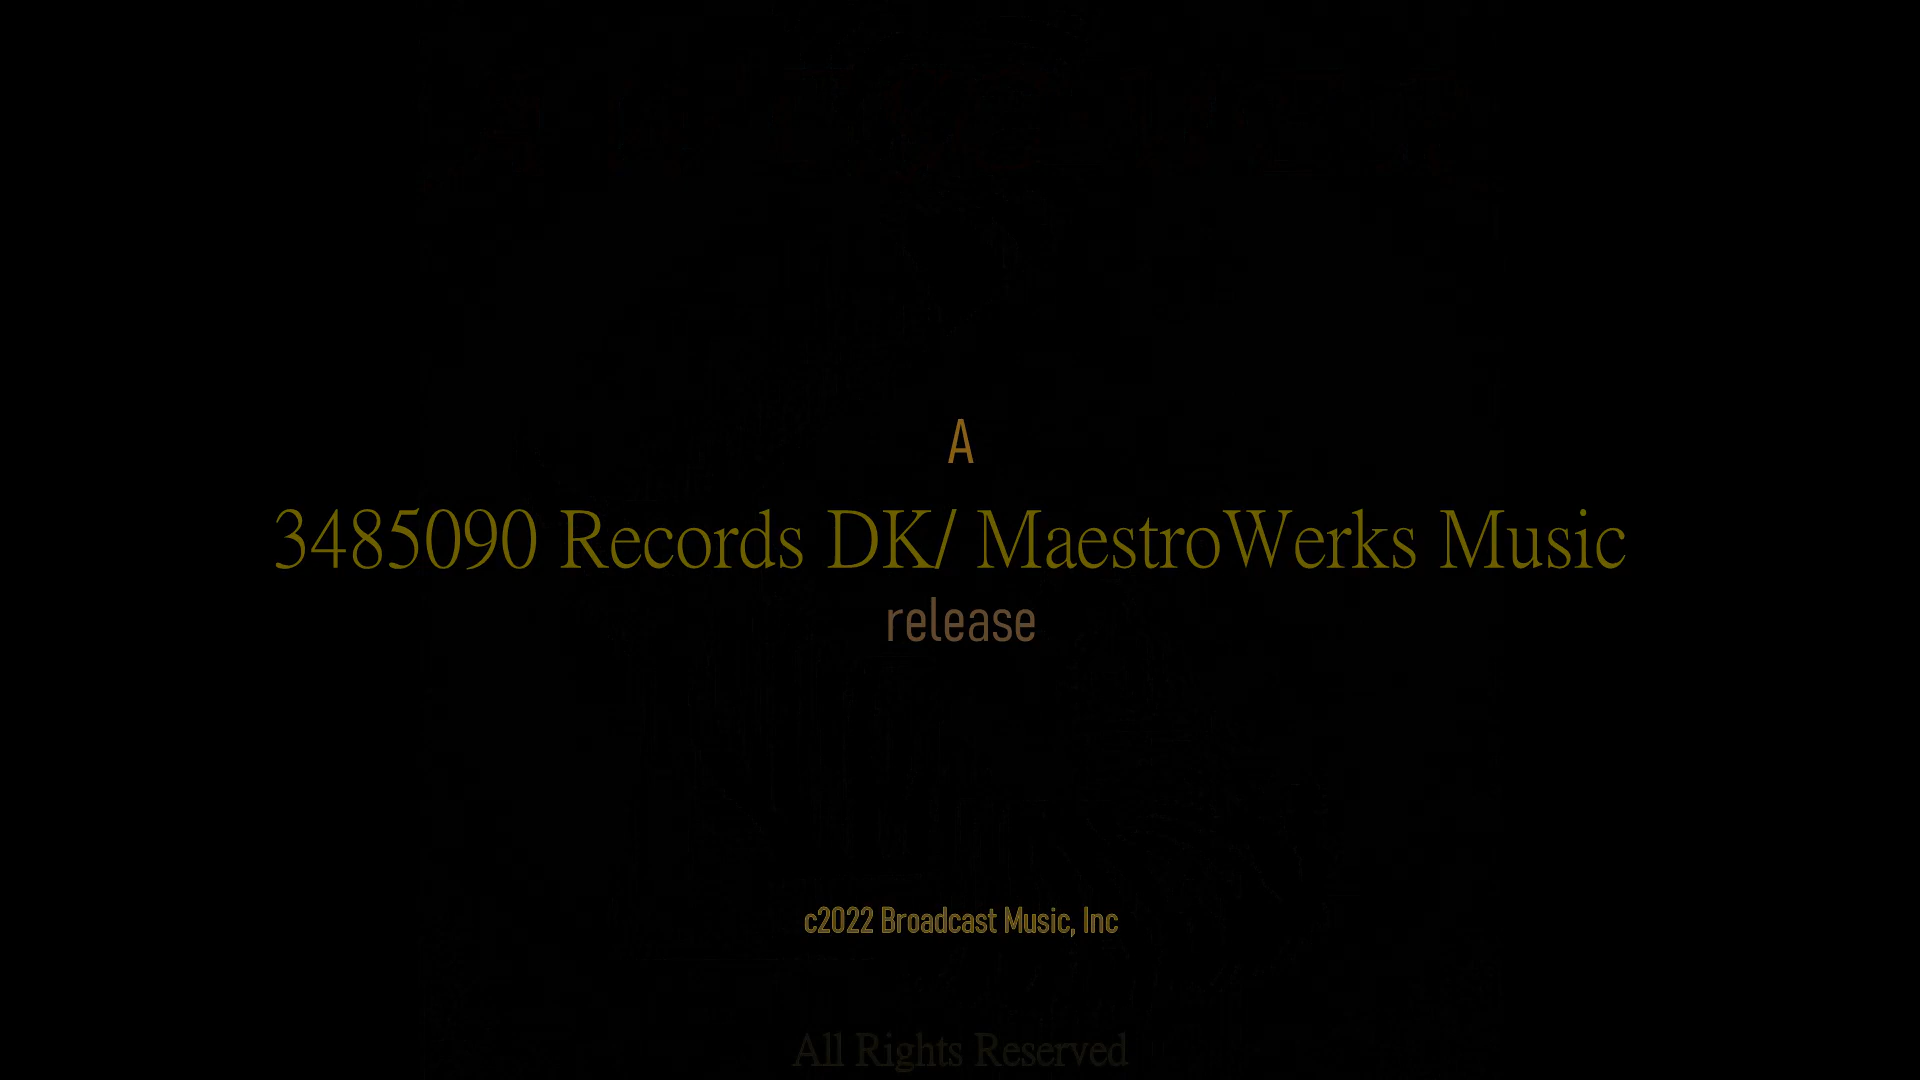 A
3485090 Records DK/ MaestroWerks Music
release
c2022 Broadcast Music, Inc
All Rights Reserved